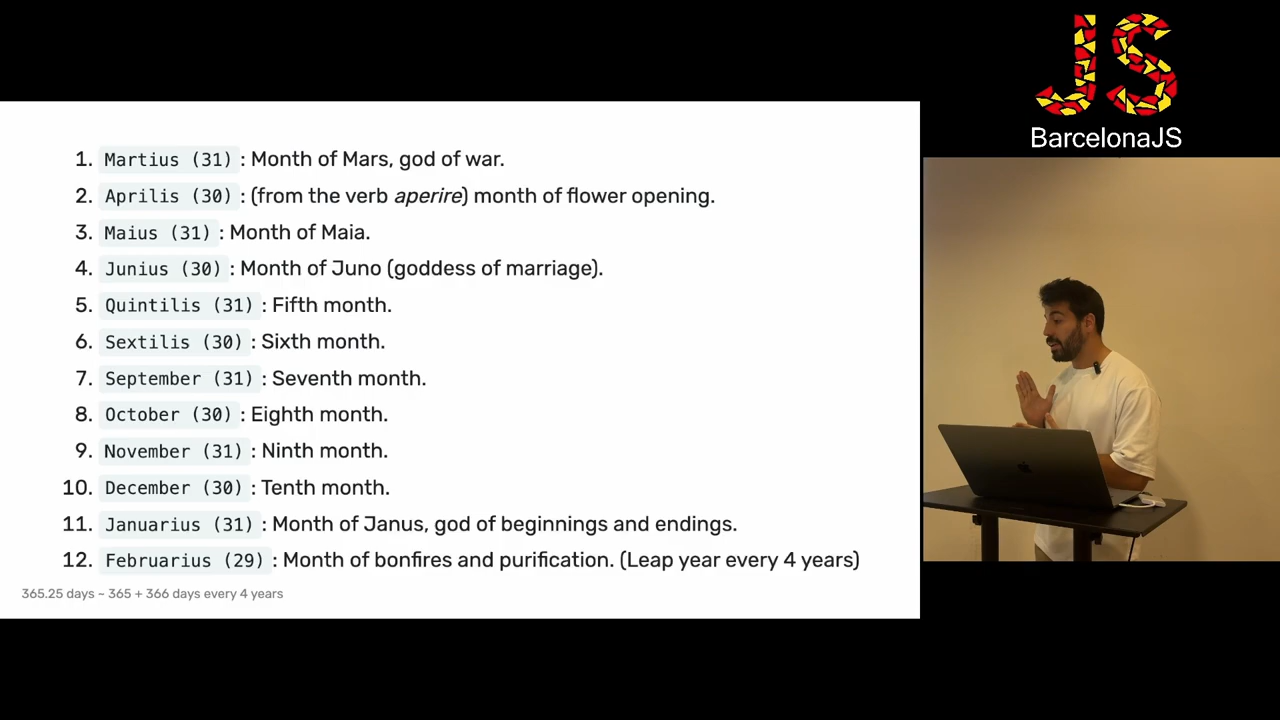 JS
BarcelonaJS
1. Martius (31) : Month of Mars, god of war.
2. Aprilis (30) : (from the verb aperire) month of flower opening.
3. Maius (31) : Month of Maia.
4. Junius (30) : Month of Juno (goddess of marriage).
5. Quintilis (31) : Fifth month.
6. Sextilis (30) : Sixth month.
7. September (31) : Seventh month.
8. October (30) : Eighth month.
9. November (31) : Ninth month.
10. December (30) : Tenth month.
11. Januarius (31) : Month of Janus, god of beginnings and endings.
12. Februarius (29) : Month of bonfires and purification. (Leap year every 4 years)
365.25 days ~ 365 + 366 days every 4 years